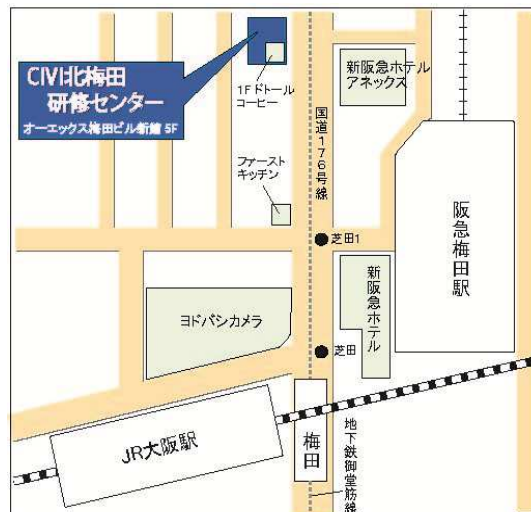 CIVI北梅田
研修センター
オーエックス梅田ビル新館 5F
1F ドトール
コーヒー
新阪急ホテル
アネックス
国道176号線
ファースト
キッチン
芝田1
阪急梅田駅
ヨドバシカメラ
新阪急ホテル
芝田
JR大阪駅
梅田
地下鉄御堂筋線